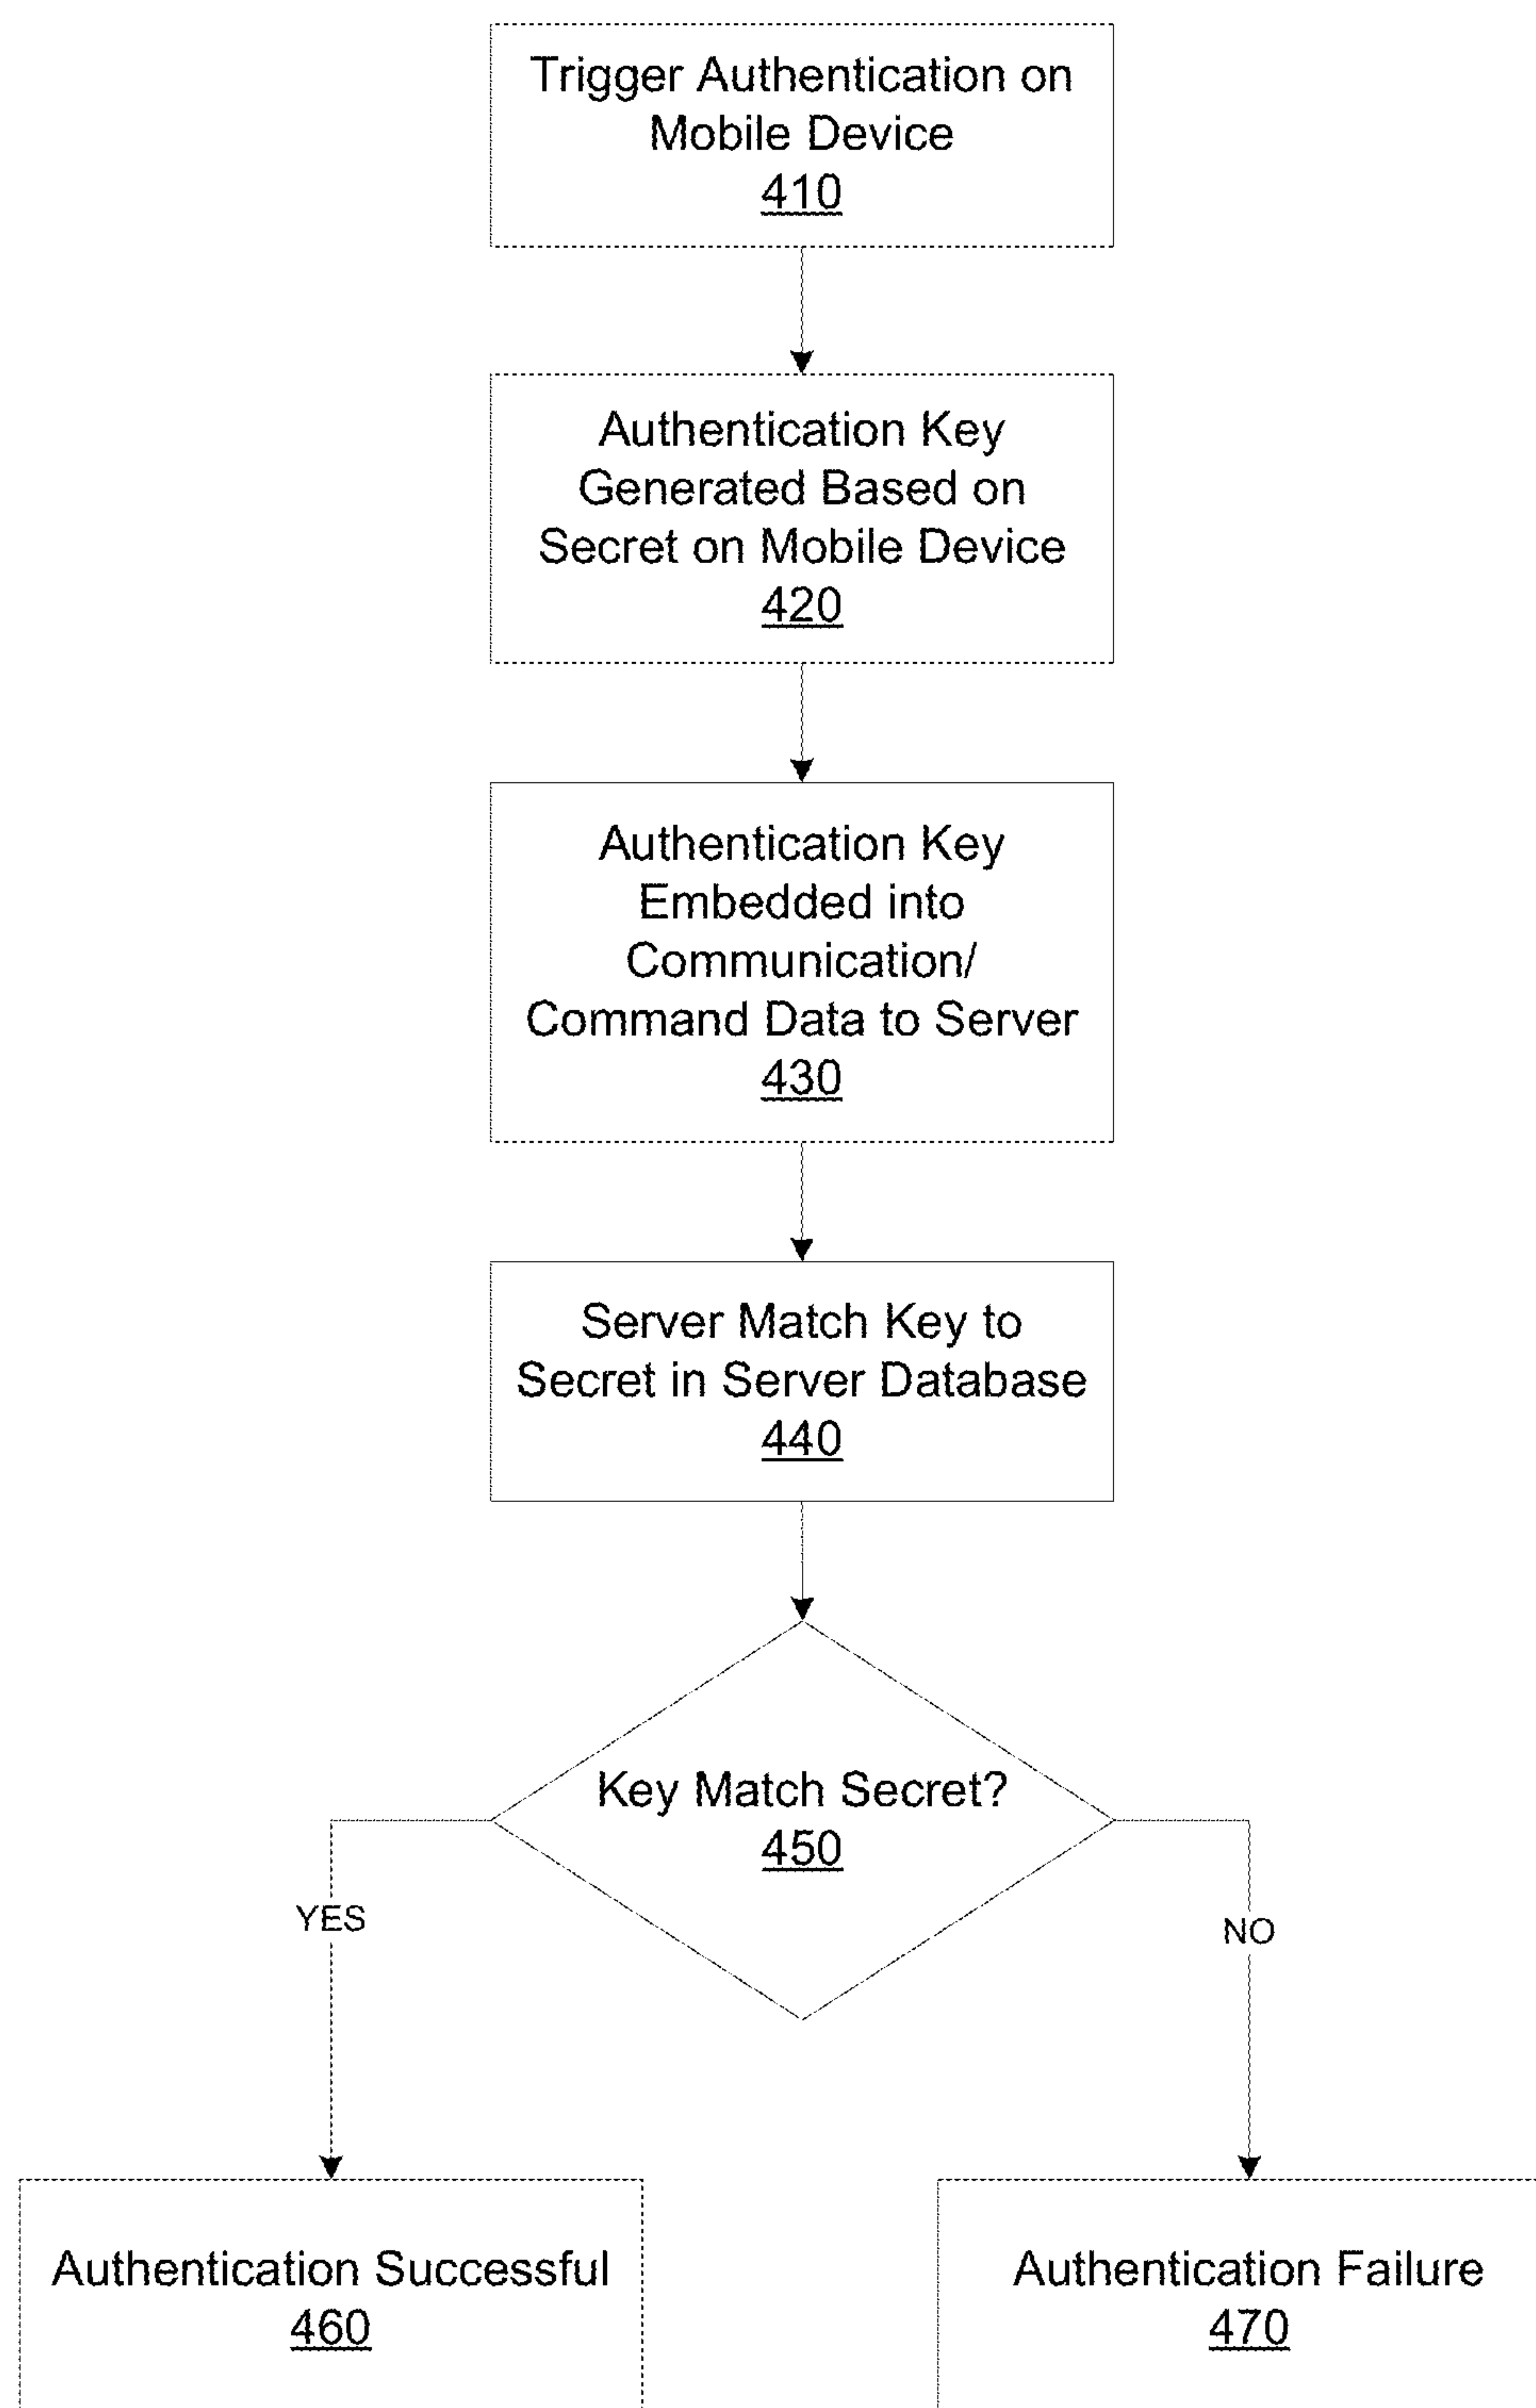 Trigger Authentication on
Mobile Device
410
Authentication Key
Generated Based on
Secret on Mobile Device
420
Authentication Key
Embedded into
Communication/
Command Data to Server
430
Server Match Key to
Secret in Server Database
440
Key Match Secret?
450
YES
NO
Authentication Successful
460
Authentication Failure
470